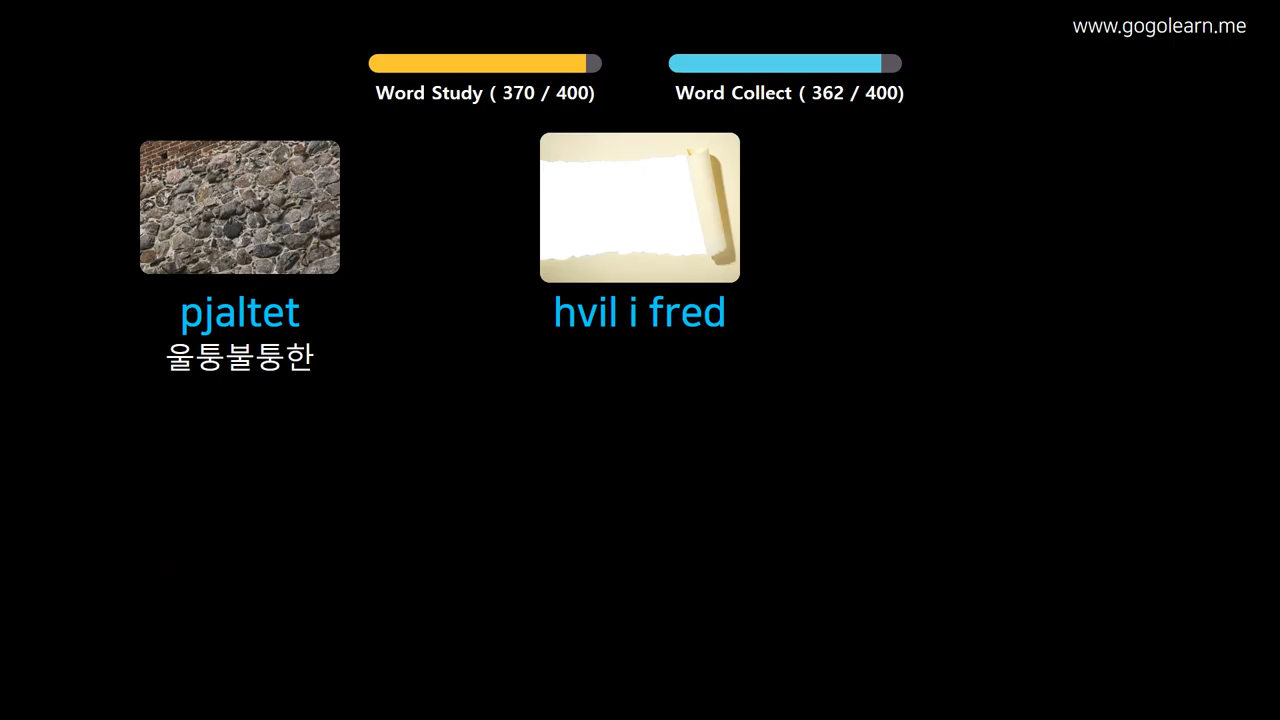 www.gogolearn.me
Word Study ( 370 / 400)
Word Collect ( 362 / 400)
pjaltet
울퉁불퉁한
hvil i fred